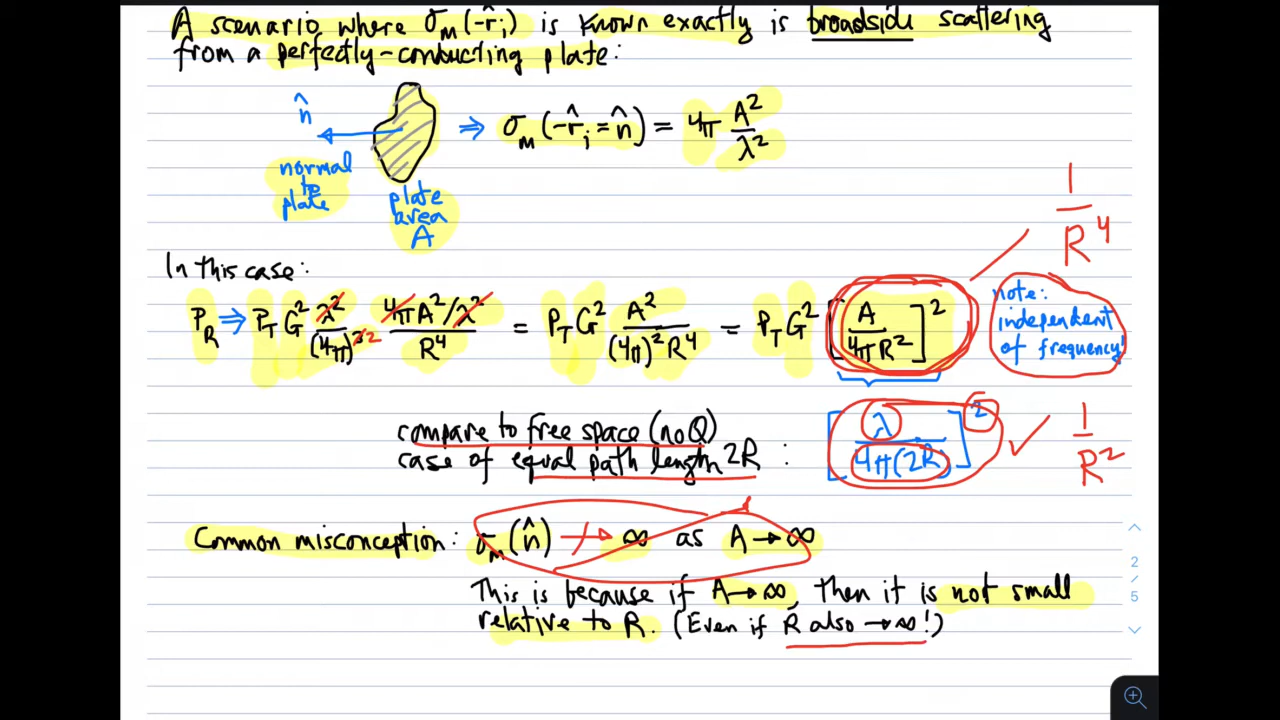 A scenario where σ_m(-r̂_i) is known exactly is broadside scattering
from a perfectly-conducting plate:
n̂
normal
to
plate
plate
area
A
⇒ σ_m(-r̂_i = n̂) = 4π A²/λ²
1/R⁴
In this case:
P_R ⇒ P_T G² λ²/(4π)³² 4πA²/λ²/R⁴ = P_T G² A²/((4π)²R⁴) = P_T G² [A/(4πR²)]²
note:
independent
of frequency!
compare to free space (no Q)
case of equal path length 2R :
[λ/(4π(2R))]² ✓ 1/R²
Common misconception: σ_m(n̂) → ∞ as A → ∞
This is because if A → ∞, then it is not small
relative to R. (Even if R also → ∞!)
2
/
5